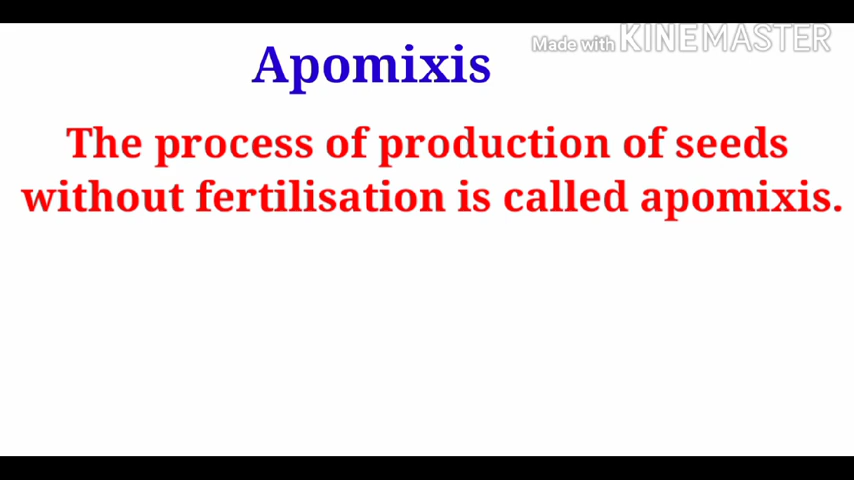 Made with KINEMASTER
Apomixis
The process of production of seeds
without fertilisation is called apomixis.